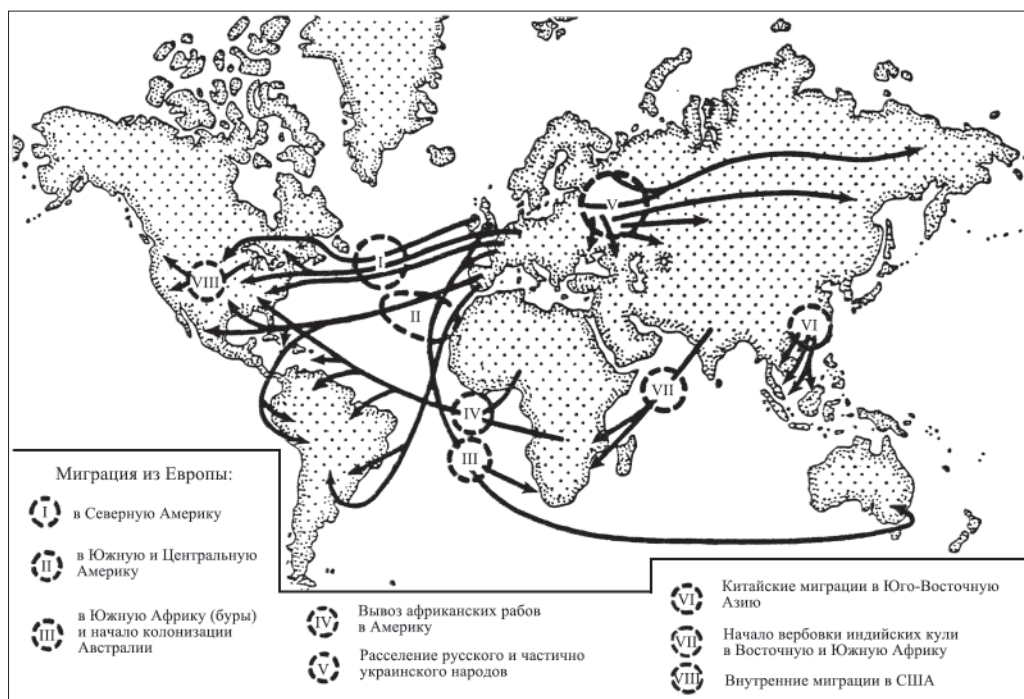 I
II
III
IV
V
VI
VII
VIII
Миграция из Европы:
I
в Северную Америку
II
в Южную и Центральную
Америку
III
в Южную Африку (буры)
и начало колонизации
Австралии
IV
Вывоз африканских рабов
в Америку
V
Расселение русского и частично
украинского народов
VI
Китайские миграции в Юго-Восточную
Азию
VII
Начало вербовки индийских кули
в Восточную и Южную Африку
VIII
Внутренние миграции в США